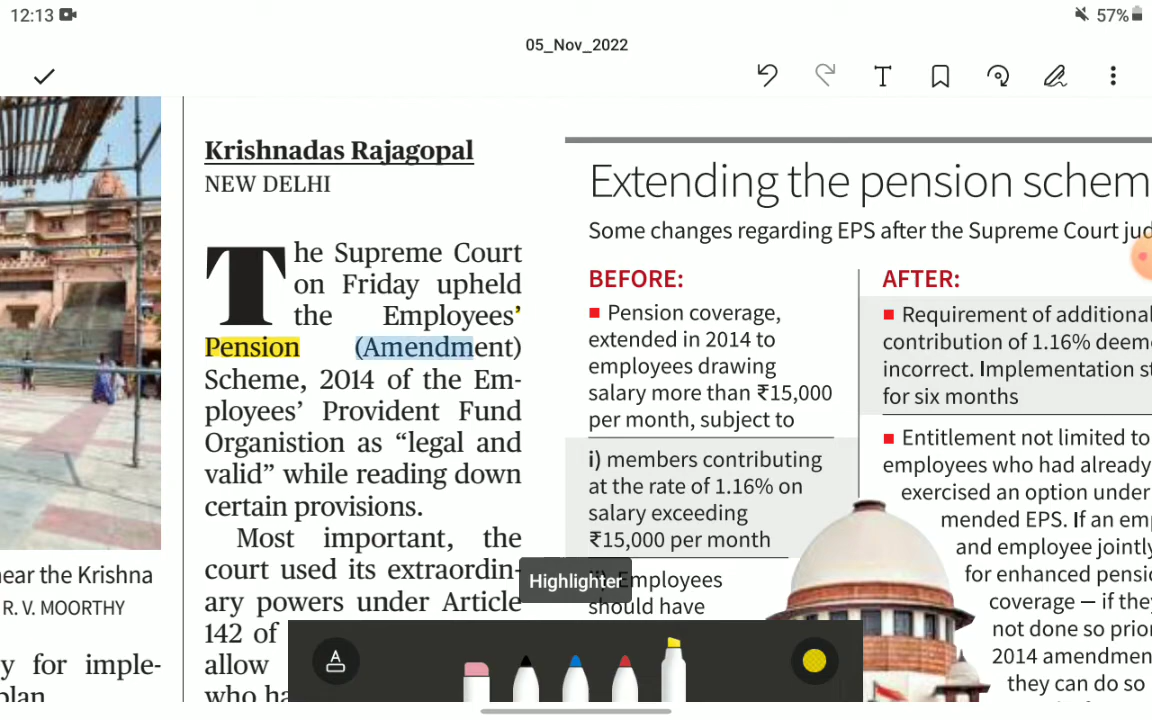 12:13
57%
05_Nov_2022
T
near the Krishna
R. V. MOORTHY
y for imple-
plan
Krishnadas Rajagopal
NEW DELHI
The Supreme Court
on Friday upheld
the Employees’
Pension (Amendment)
Scheme, 2014 of the Em-
ployees’ Provident Fund
Organistion as “legal and
valid” while reading down
certain provisions.
Most important, the
court used its extraordin-
ary powers under Article
142 of
allow
who ha
Extending the pension schem
Some changes regarding EPS after the Supreme Court jud
BEFORE:
Pension coverage,
extended in 2014 to
employees drawing
salary more than ₹15,000
per month, subject to
i) members contributing
at the rate of 1.16% on
salary exceeding
₹15,000 per month
Employees
should have
AFTER:
Requirement of additional
contribution of 1.16% deeme
incorrect. Implementation st
for six months
Entitlement not limited to
employees who had already
exercised an option under
mended EPS. If an emp
and employee jointly
for enhanced pensio
coverage — if they
not done so prior
2014 amendmen
they can do so
Highlighter
A